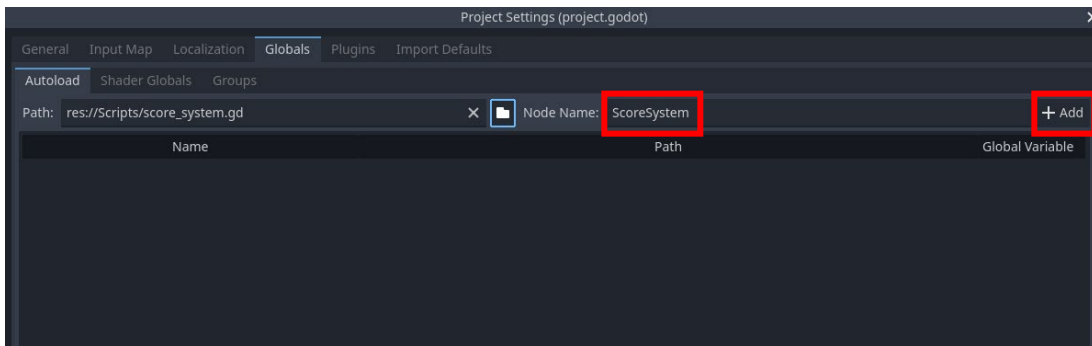 Project Settings (project.godot)
General Input Map Localization Globals Plugins Import Defaults
Autoload Shader Globals Groups
Path: res://Scripts/score_system.gd Node Name: ScoreSystem + Add
Name Path Global Variable